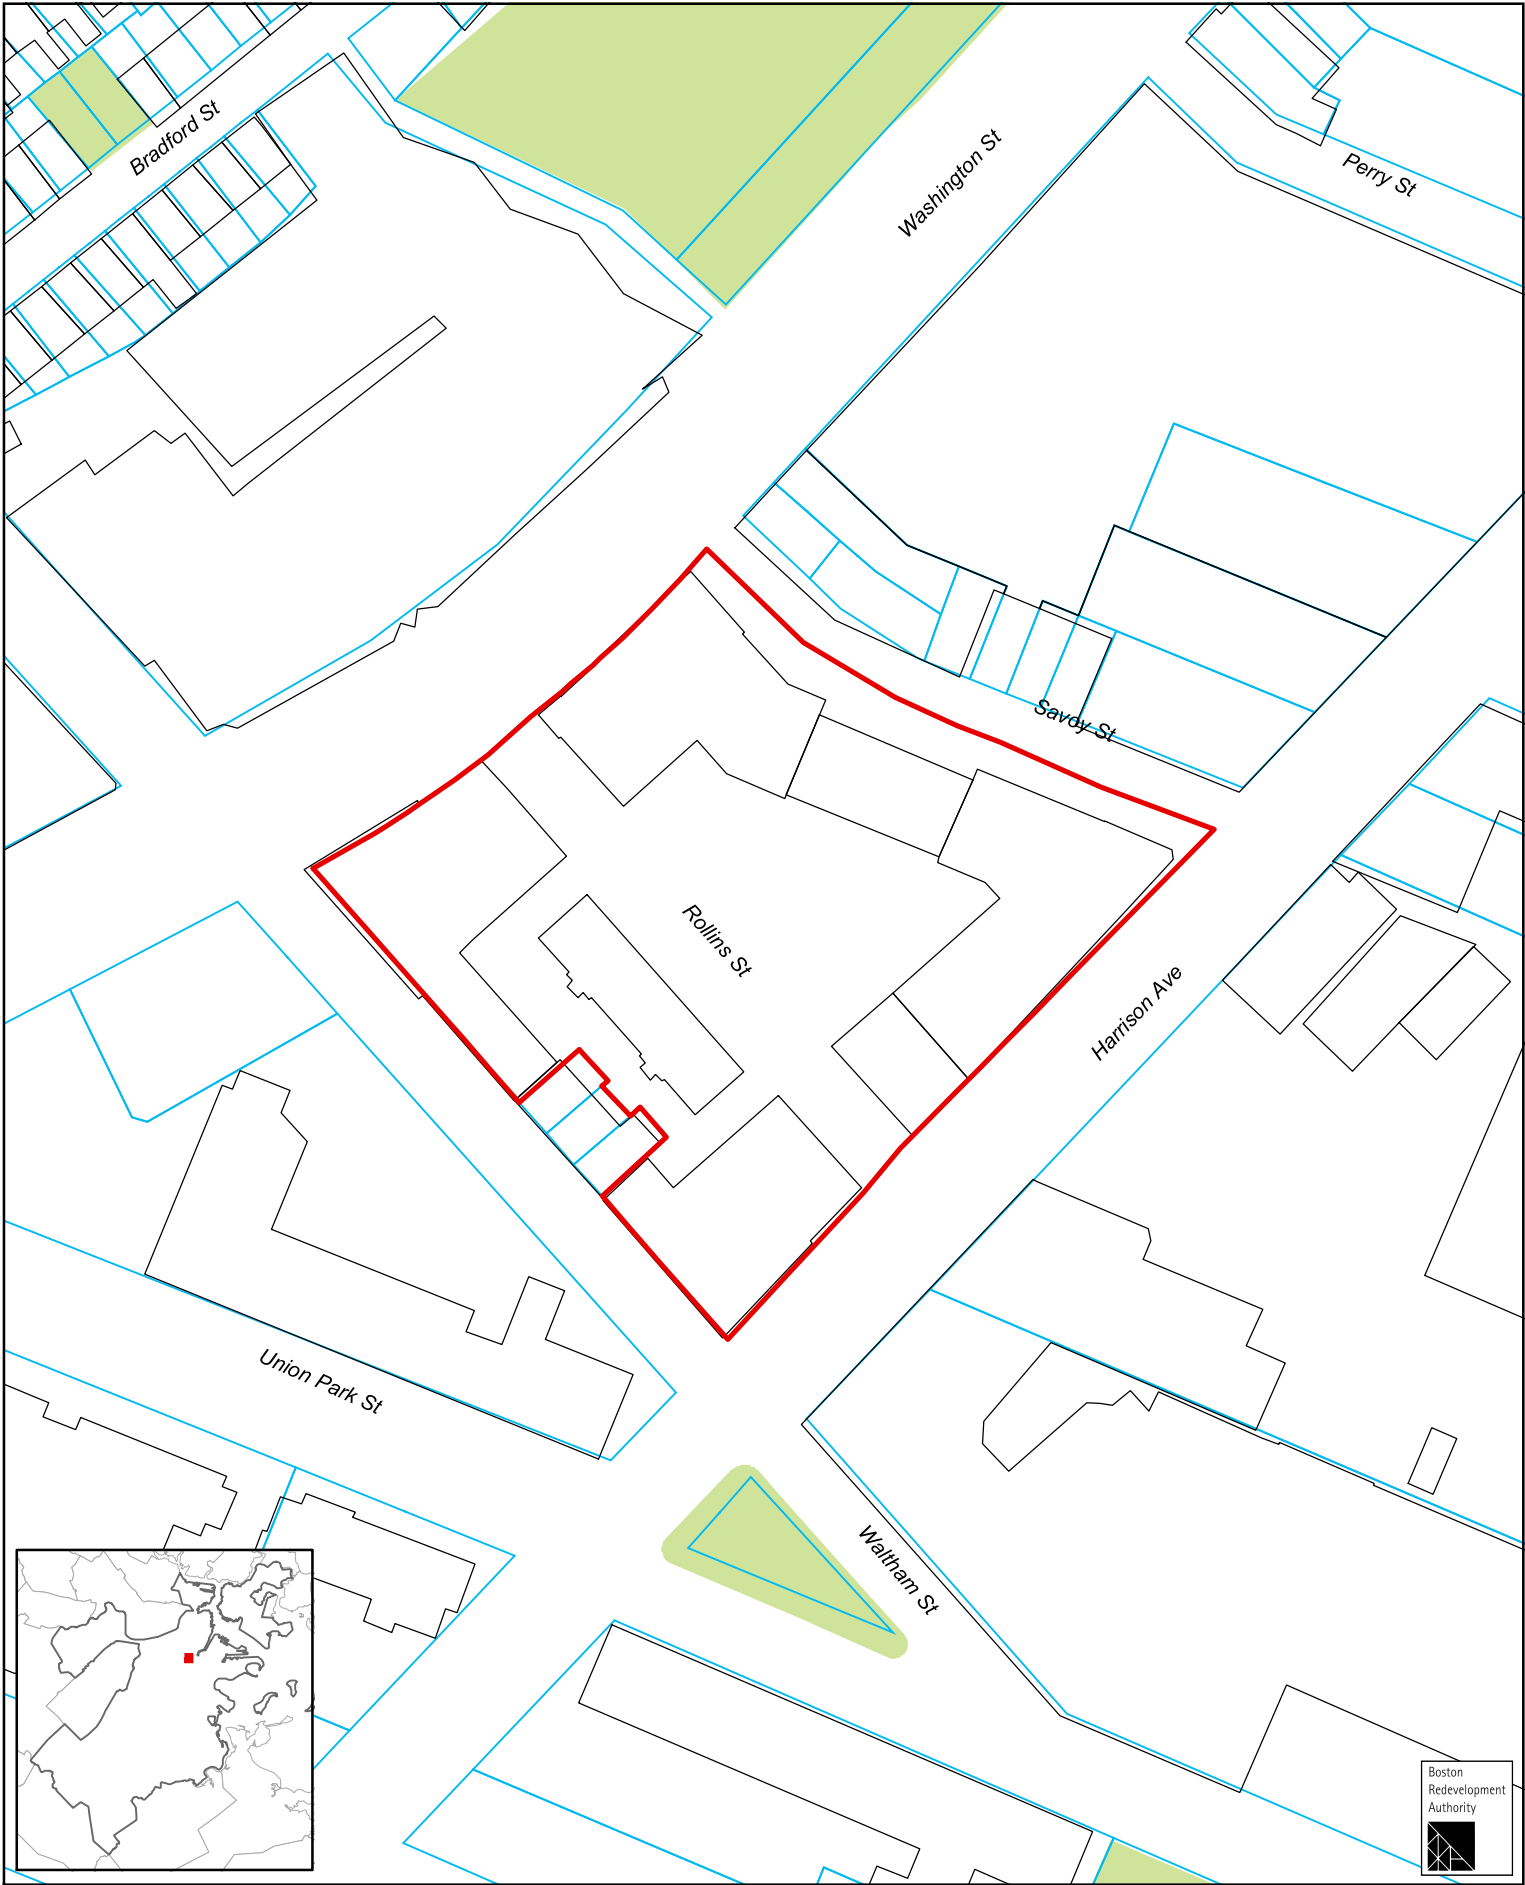 Bradford St
Washington St
Perry St
Savoy St
Rollins St
Harrison Ave
Union Park St
Waltham St
Boston
Redevelopment
Authority